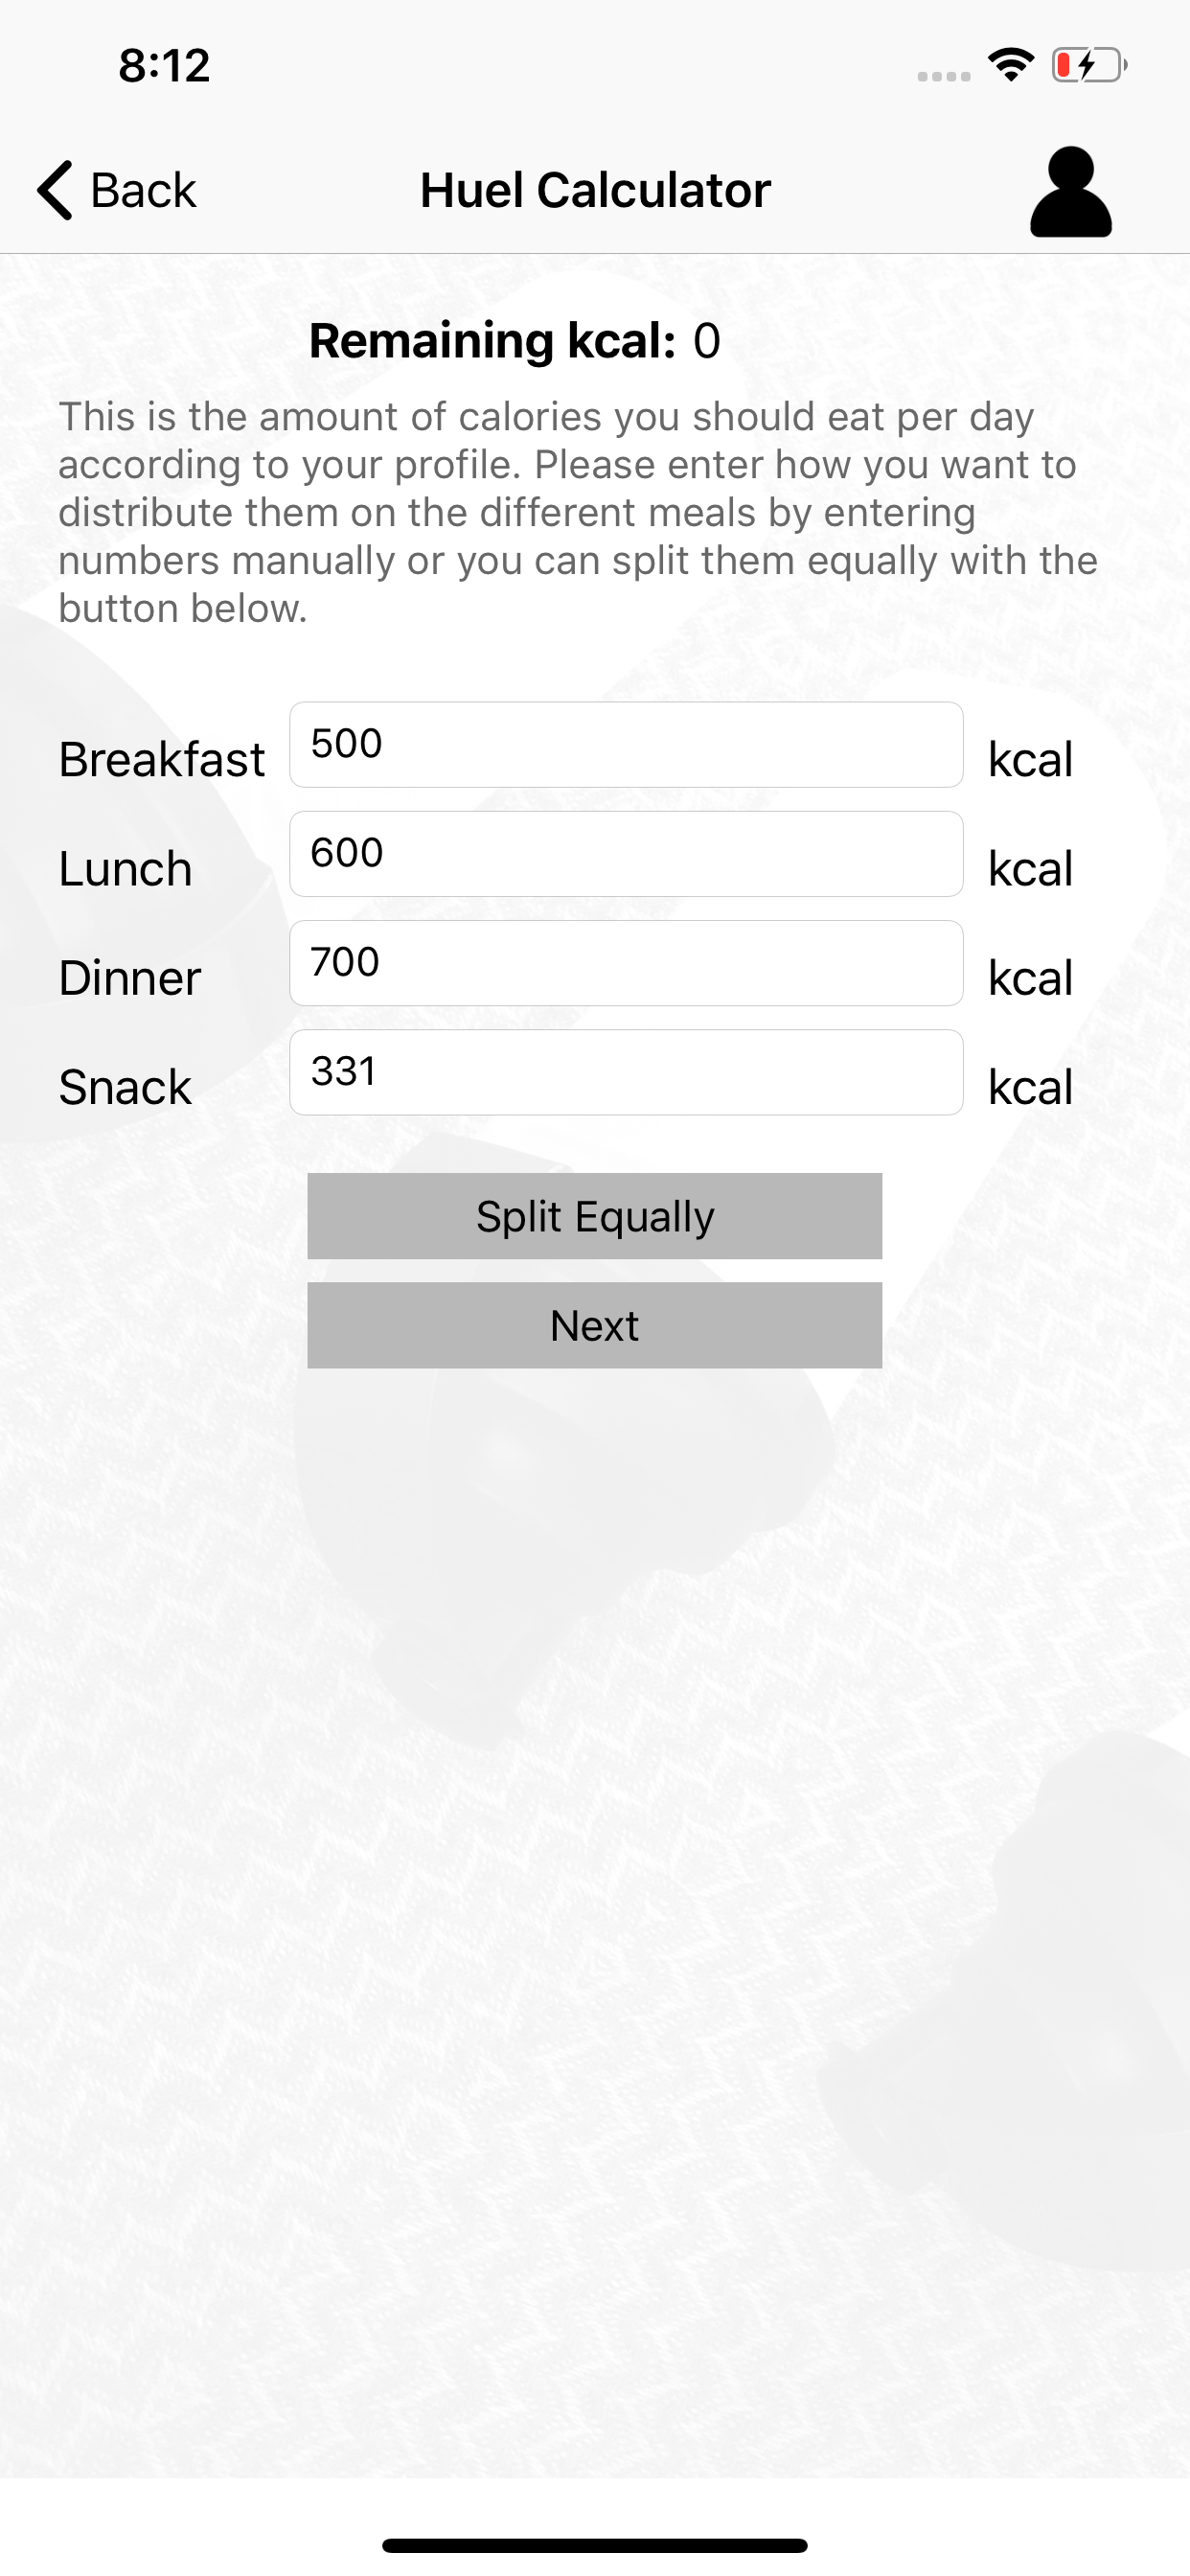 8:12
Back
Huel Calculator
Remaining kcal: 0
This is the amount of calories you should eat per day
according to your profile. Please enter how you want to
distribute them on the different meals by entering
numbers manually or you can split them equally with the
button below.
Breakfast 500 kcal
Lunch 600 kcal
Dinner 700 kcal
Snack 331 kcal
Split Equally
Next